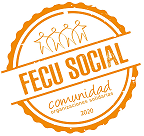 FECU SOCIAL
comunidad
organizaciones solidarias
2020